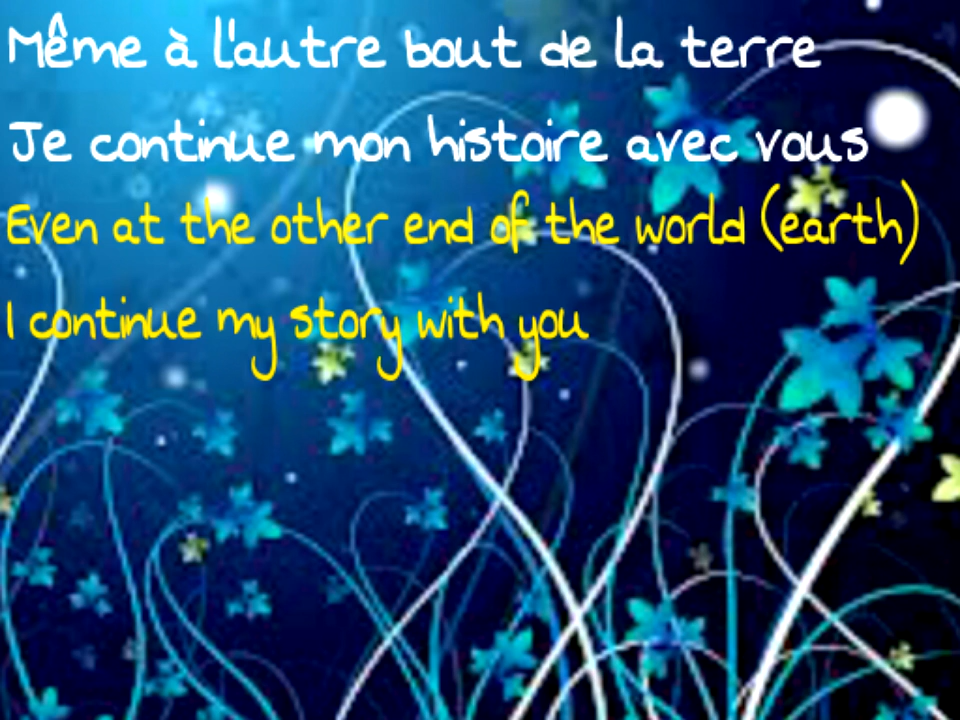 Même à l'autre bout de la terre
Je continue mon histoire avec vous
Even at the other end of the world (earth)
I continue my story with you